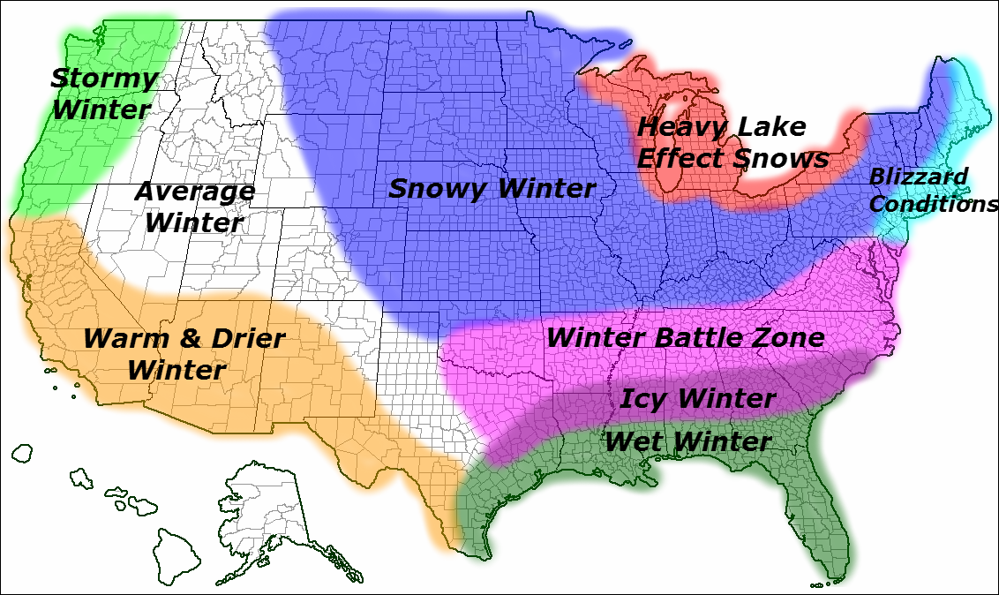 Stormy
Winter
Heavy Lake
Effect Snows
Average
Winter
Snowy Winter
Blizzard
Conditions
Warm & Drier
Winter
Winter Battle Zone
Icy Winter
Wet Winter